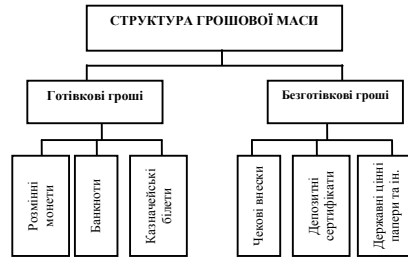 СТРУКТУРА ГРОШОВОЇ МАСИ
Готівкові гроші
Безготівкові гроші
Розмінні
монети
Банкноти
Казначейські
білети
Чекові внески
Депозитні
сертифікати
Державні цінні
папери та ін.